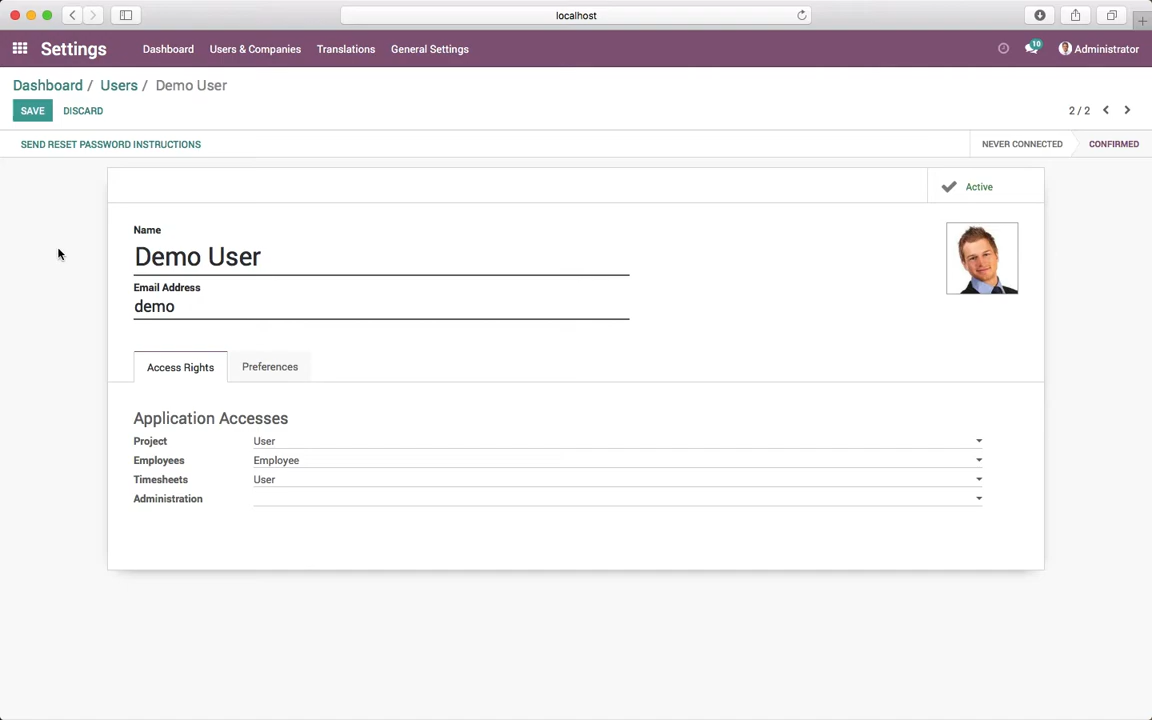 localhost
Settings Dashboard Users & Companies Translations General Settings 10 Administrator
Dashboard / Users / Demo User
SAVE DISCARD 2 / 2
SEND RESET PASSWORD INSTRUCTIONS NEVER CONNECTED CONFIRMED
Active
Name
Demo User
Email Address
demo
Access Rights Preferences
Application Accesses
Project User
Employees Employee
Timesheets User
Administration